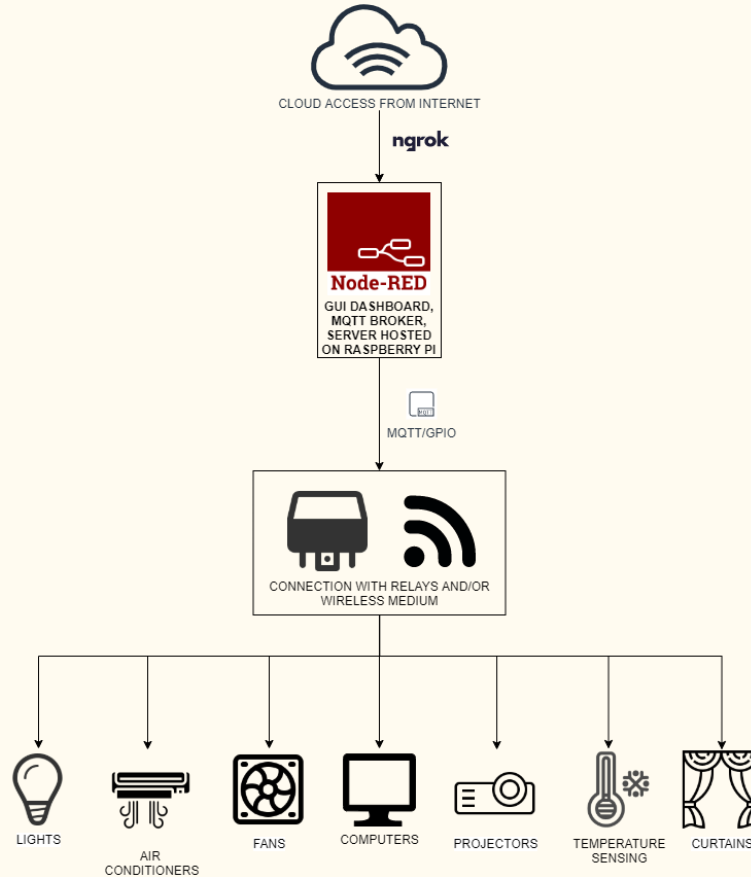 CLOUD ACCESS FROM INTERNET
ngrok
Node-RED
GUI DASHBOARD,
MQTT BROKER,
SERVER HOSTED
ON RASPBERRY PI
MQTT/GPIO
CONNECTION WITH RELAYS AND/OR
WIRELESS MEDIUM
LIGHTS
AIR
CONDITIONERS
FANS
COMPUTERS
PROJECTORS
TEMPERATURE
SENSING
CURTAINS